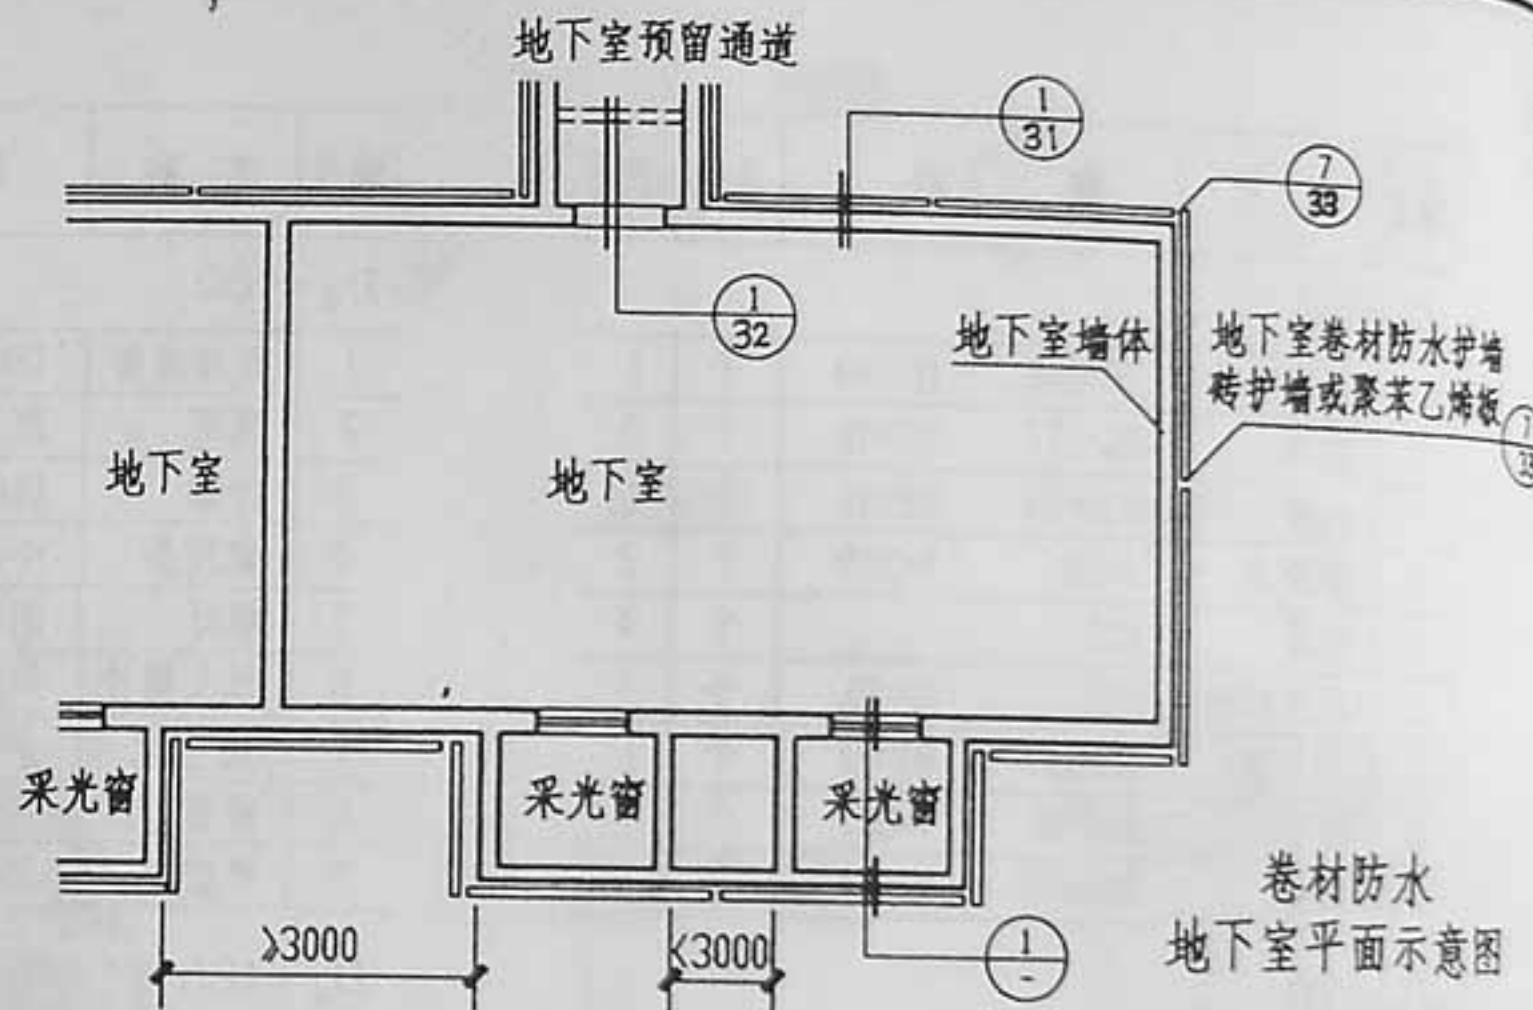 地下室预留通道
1
31
7
33
1
32
地下室墙体
地下室卷材防水护墙
砖护墙或聚苯乙烯板
地下室
地下室
采光窗
采光窗
采光窗
≥3000
<3000
1
-
卷材防水
地下室平面示意图